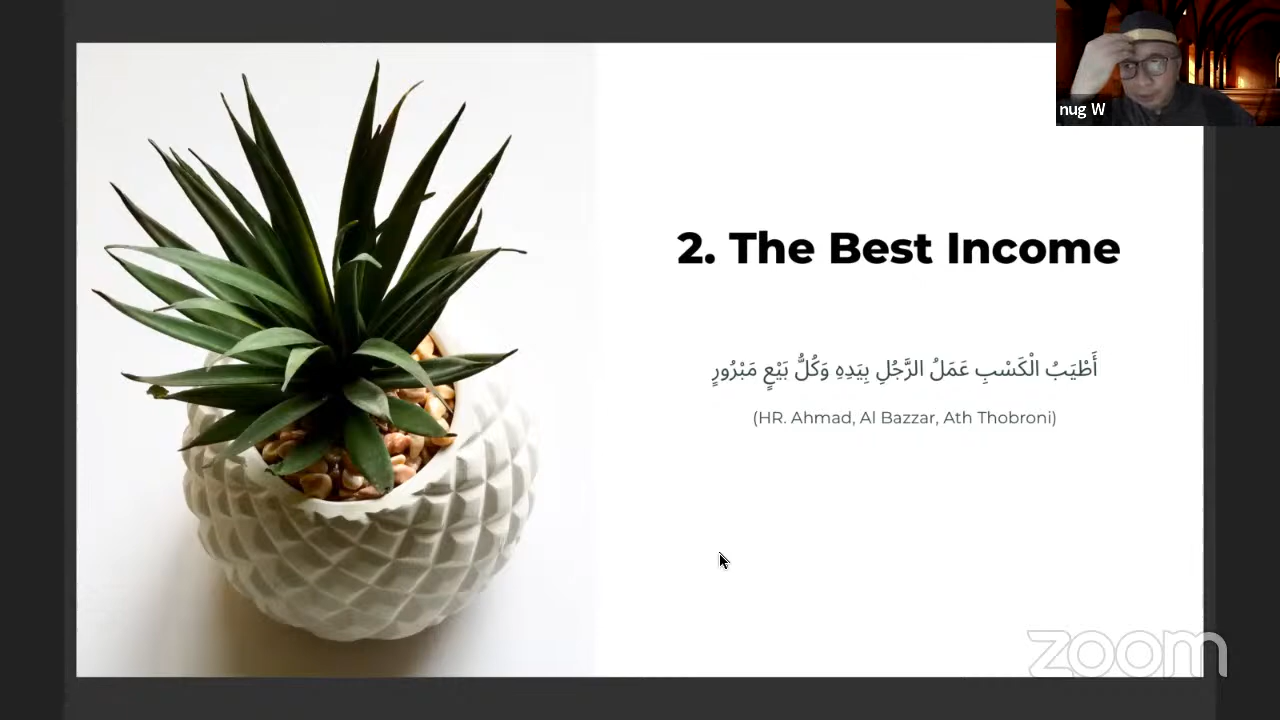 nug W
2. The Best Income
أَطْيَبُ الْكَسْبِ عَمَلُ الرَّجُلِ بِيَدِهِ وَكُلُّ بَيْعٍ مَبْرُورٍ
(HR. Ahmad, Al Bazzar, Ath Thobroni)
zoom